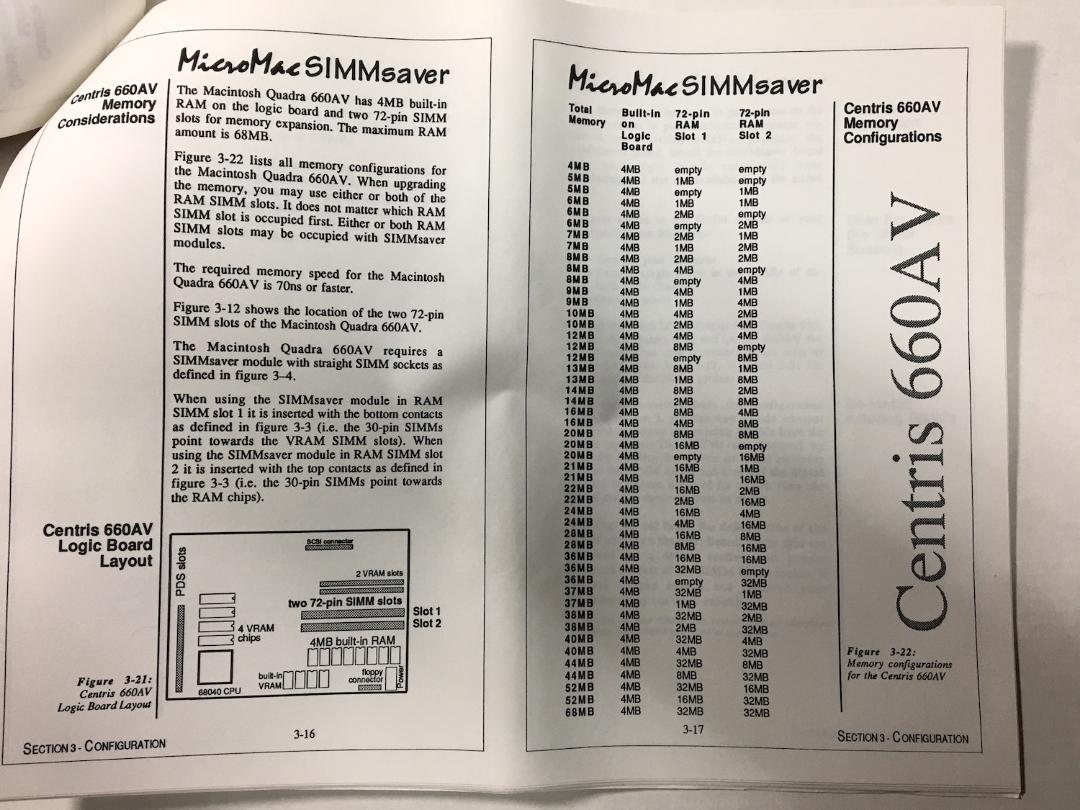 MicroMac SIMMsaver
Centris 660AV
Memory
Considerations
The Macintosh Quadra 660AV has 4MB built-in
RAM on the logic board and two 72-pin SIMM
slots for memory expansion. The maximum RAM
amount is 68MB.
Figure 3-22 lists all memory configurations for
the Macintosh Quadra 660AV. When upgrading
the memory, you may use either or both of the
RAM SIMM slots. It does not matter which RAM
SIMM slot is occupied first. Either or both RAM
SIMM slots may be occupied with SIMMsaver
modules.
The required memory speed for the Macintosh
Quadra 660AV is 70ns or faster.
Figure 3-12 shows the location of the two 72-pin
SIMM slots of the Macintosh Quadra 660AV.
The Macintosh Quadra 660AV requires a
SIMMsaver module with straight SIMM sockets as
defined in figure 3-4.
When using the SIMMsaver module in RAM
SIMM slot 1 it is inserted with the bottom contacts
as defined in figure 3-3 (i.e. the 30-pin SIMMs
point towards the VRAM SIMM slots). When
using the SIMMsaver module in RAM SIMM slot
2 it is inserted with the top contacts as defined in
figure 3-3 (i.e. the 30-pin SIMMs point towards
the RAM chips).
Centris 660AV
Logic Board
Layout
PDS slots
SCSI connector
2 VRAM slots
two 72-pin SIMM slots
Slot 1
Slot 2
4 VRAM
chips
4MB built-in RAM
built-in
VRAM
floppy
connector
Power
68040 CPU
Figure 3-21:
Centris 660AV
Logic Board Layout
3-16
SECTION 3 - CONFIGURATION
MicroMac SIMMsaver
Total Memory Built-in on Logic Board 72-pin RAM Slot 1 72-pin RAM Slot 2
4MB 4MB empty empty
5MB 4MB 1MB empty
5MB 4MB empty 1MB
6MB 4MB 1MB 1MB
6MB 4MB 2MB empty
6MB 4MB empty 2MB
7MB 4MB 2MB 1MB
7MB 4MB 1MB 2MB
8MB 4MB 2MB 2MB
8MB 4MB 4MB empty
8MB 4MB empty 4MB
9MB 4MB 4MB 1MB
9MB 4MB 1MB 4MB
10MB 4MB 4MB 2MB
10MB 4MB 2MB 4MB
12MB 4MB 4MB 4MB
12MB 4MB 8MB empty
12MB 4MB empty 8MB
13MB 4MB 8MB 1MB
13MB 4MB 1MB 8MB
14MB 4MB 8MB 2MB
14MB 4MB 2MB 8MB
16MB 4MB 8MB 4MB
16MB 4MB 4MB 8MB
20MB 4MB 8MB 8MB
20MB 4MB 16MB empty
20MB 4MB empty 16MB
21MB 4MB 16MB 1MB
21MB 4MB 1MB 16MB
22MB 4MB 16MB 2MB
22MB 4MB 2MB 16MB
24MB 4MB 16MB 4MB
24MB 4MB 4MB 16MB
28MB 4MB 16MB 8MB
28MB 4MB 8MB 16MB
36MB 4MB 16MB 16MB
36MB 4MB 32MB empty
36MB 4MB empty 32MB
37MB 4MB 32MB 1MB
37MB 4MB 1MB 32MB
38MB 4MB 32MB 2MB
38MB 4MB 2MB 32MB
40MB 4MB 32MB 4MB
40MB 4MB 4MB 32MB
44MB 4MB 32MB 8MB
44MB 4MB 8MB 32MB
52MB 4MB 32MB 16MB
52MB 4MB 16MB 32MB
68MB 4MB 32MB 32MB
Centris 660AV
Memory
Configurations
Centris 660AV
Figure 3-22:
Memory configurations
for the Centris 660AV
3-17
SECTION 3 - CONFIGURATION